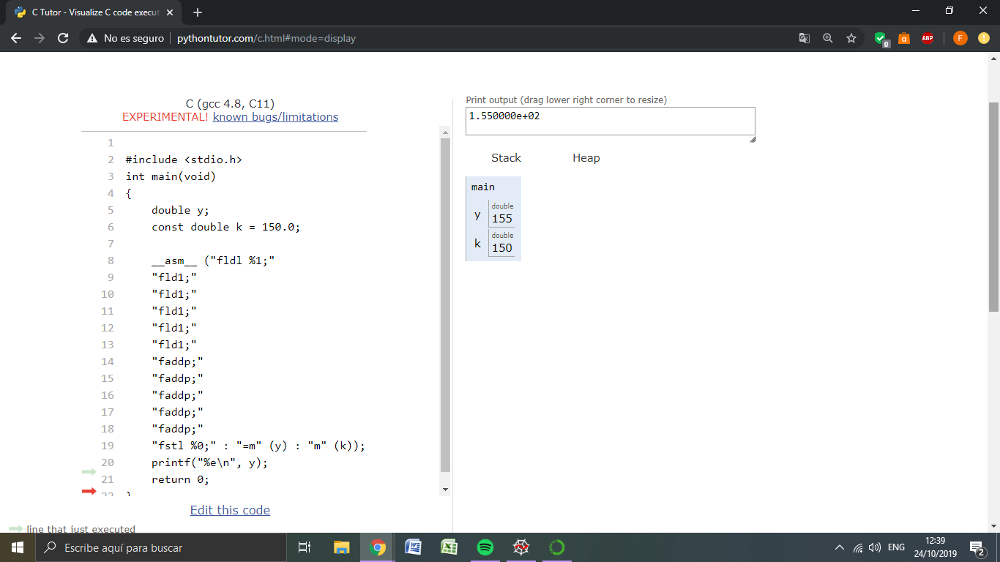 C Tutor - Visualize C code execut
No es seguro
pythontutor.com/c.html#mode=display
0
ABP
F
C (gcc 4.8, C11)
EXPERIMENTAL! known bugs/limitations
1
2 #include <stdio.h>
3 int main(void)
4 {
5 double y;
6 const double k = 150.0;
7
8 __asm__ ("fldl %1;"
9 "fld1;"
10 "fld1;"
11 "fld1;"
12 "fld1;"
13 "fld1;"
14 "faddp;"
15 "faddp;"
16 "faddp;"
17 "faddp;"
18 "faddp;"
19 "fstl %0;" : "=m" (y) : "m" (k));
20 printf("%e\n", y);
21 return 0;
22 }
Edit this code
line that just executed
Print output (drag lower right corner to resize)
1.550000e+02
Stack Heap
main
double
y 155
double
k 150
Escribe aquí para buscar
ENG
12:39
24/10/2019
2